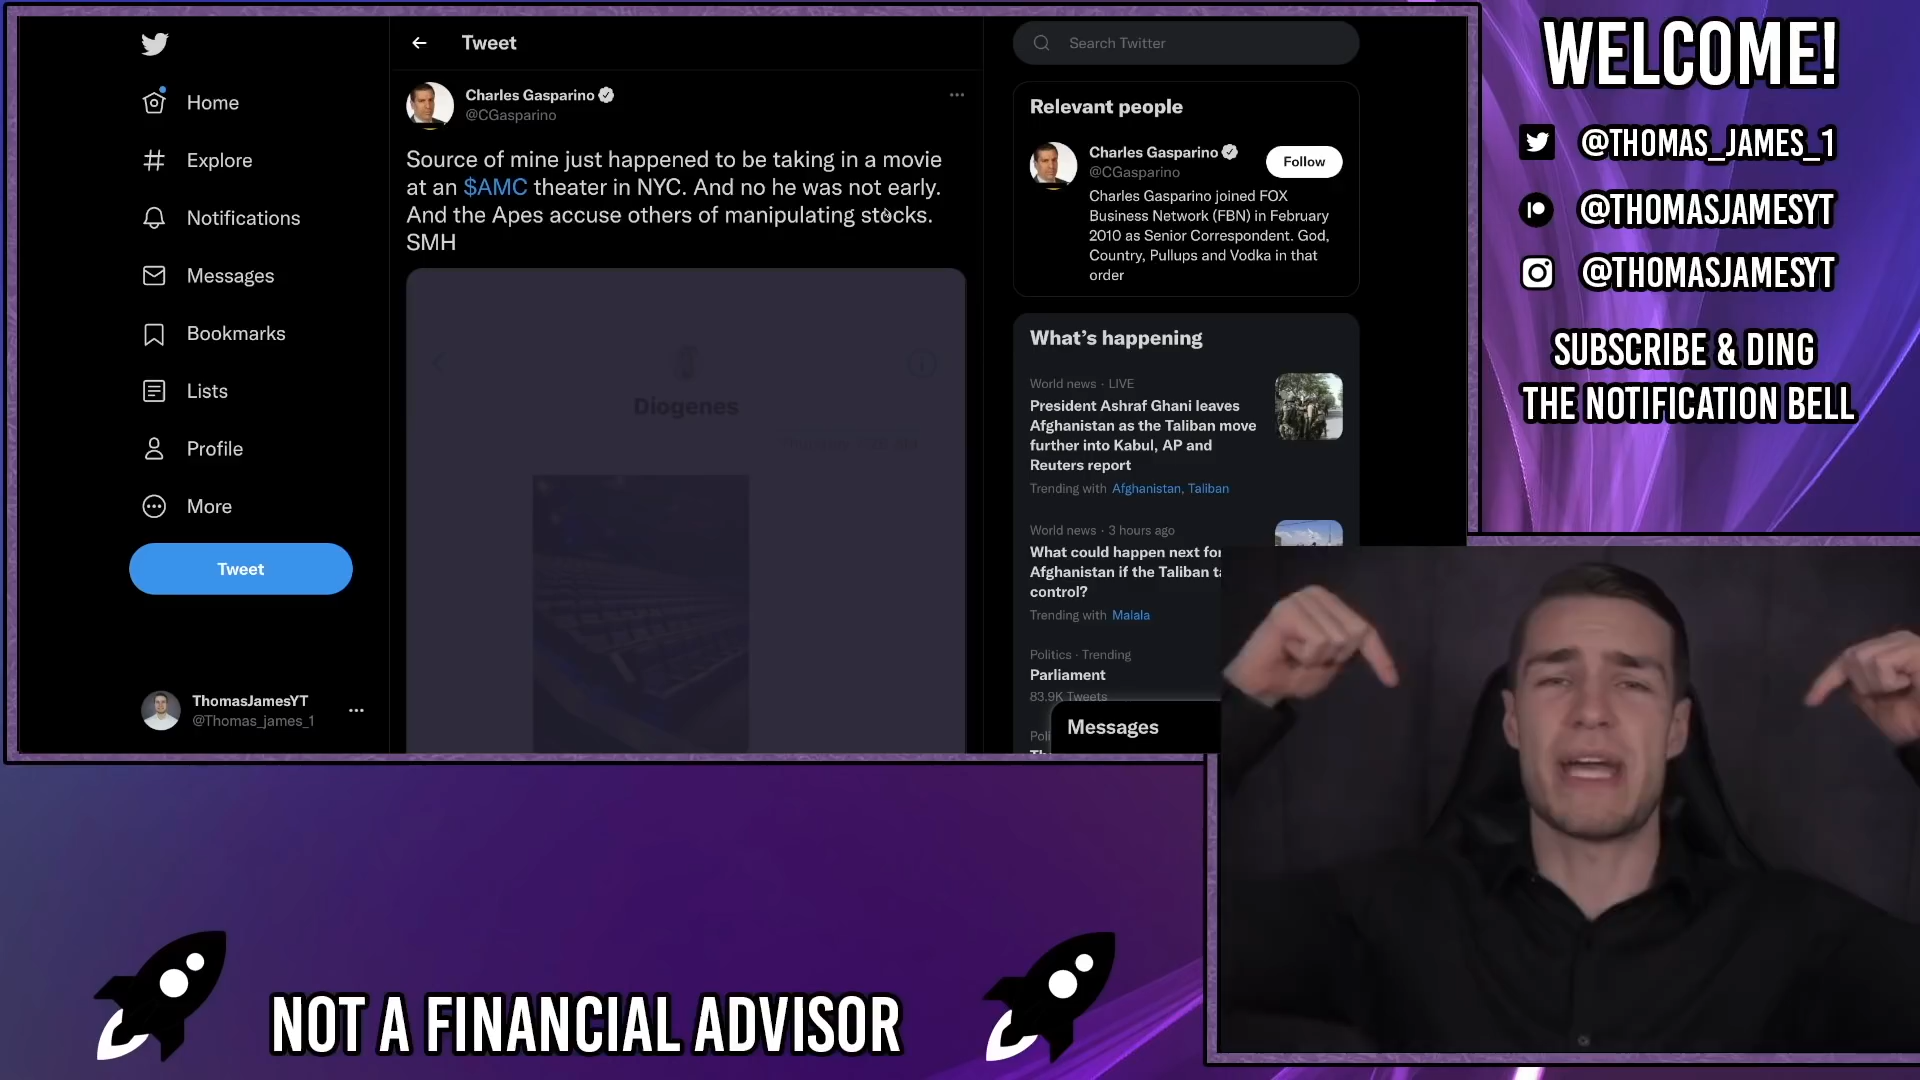 Home
Explore
Notifications
Messages
Bookmarks
Lists
Profile
More
Tweet
ThomasJamesYT
@Thomas_james_1
Tweet
Charles Gasparino
@CGasparino
Source of mine just happened to be taking in a movie
at an $AMC theater in NYC. And no he was not early.
And the Apes accuse others of manipulating stocks.
SMH
Diogenes
Search Twitter
Relevant people
Charles Gasparino
@CGasparino
Follow
Charles Gasparino joined FOX
Business Network (FBN) in February
2010 as Senior Correspondent. God,
Country, Pullups and Vodka in that
order
What's happening
World news · LIVE
President Ashraf Ghani leaves
Afghanistan as the Taliban move
further into Kabul, AP and
Reuters report
Trending with Afghanistan, Taliban
World news · 3 hours ago
What could happen next for
Afghanistan if the Taliban
control?
Trending with Malala
Politics · Trending
Parliament
83.9K Tweets
Messages
WELCOME!
@THOMAS_JAMES_1
@THOMASJAMESYT
@THOMASJAMESYT
SUBSCRIBE & DING
THE NOTIFICATION BELL
NOT A FINANCIAL ADVISOR